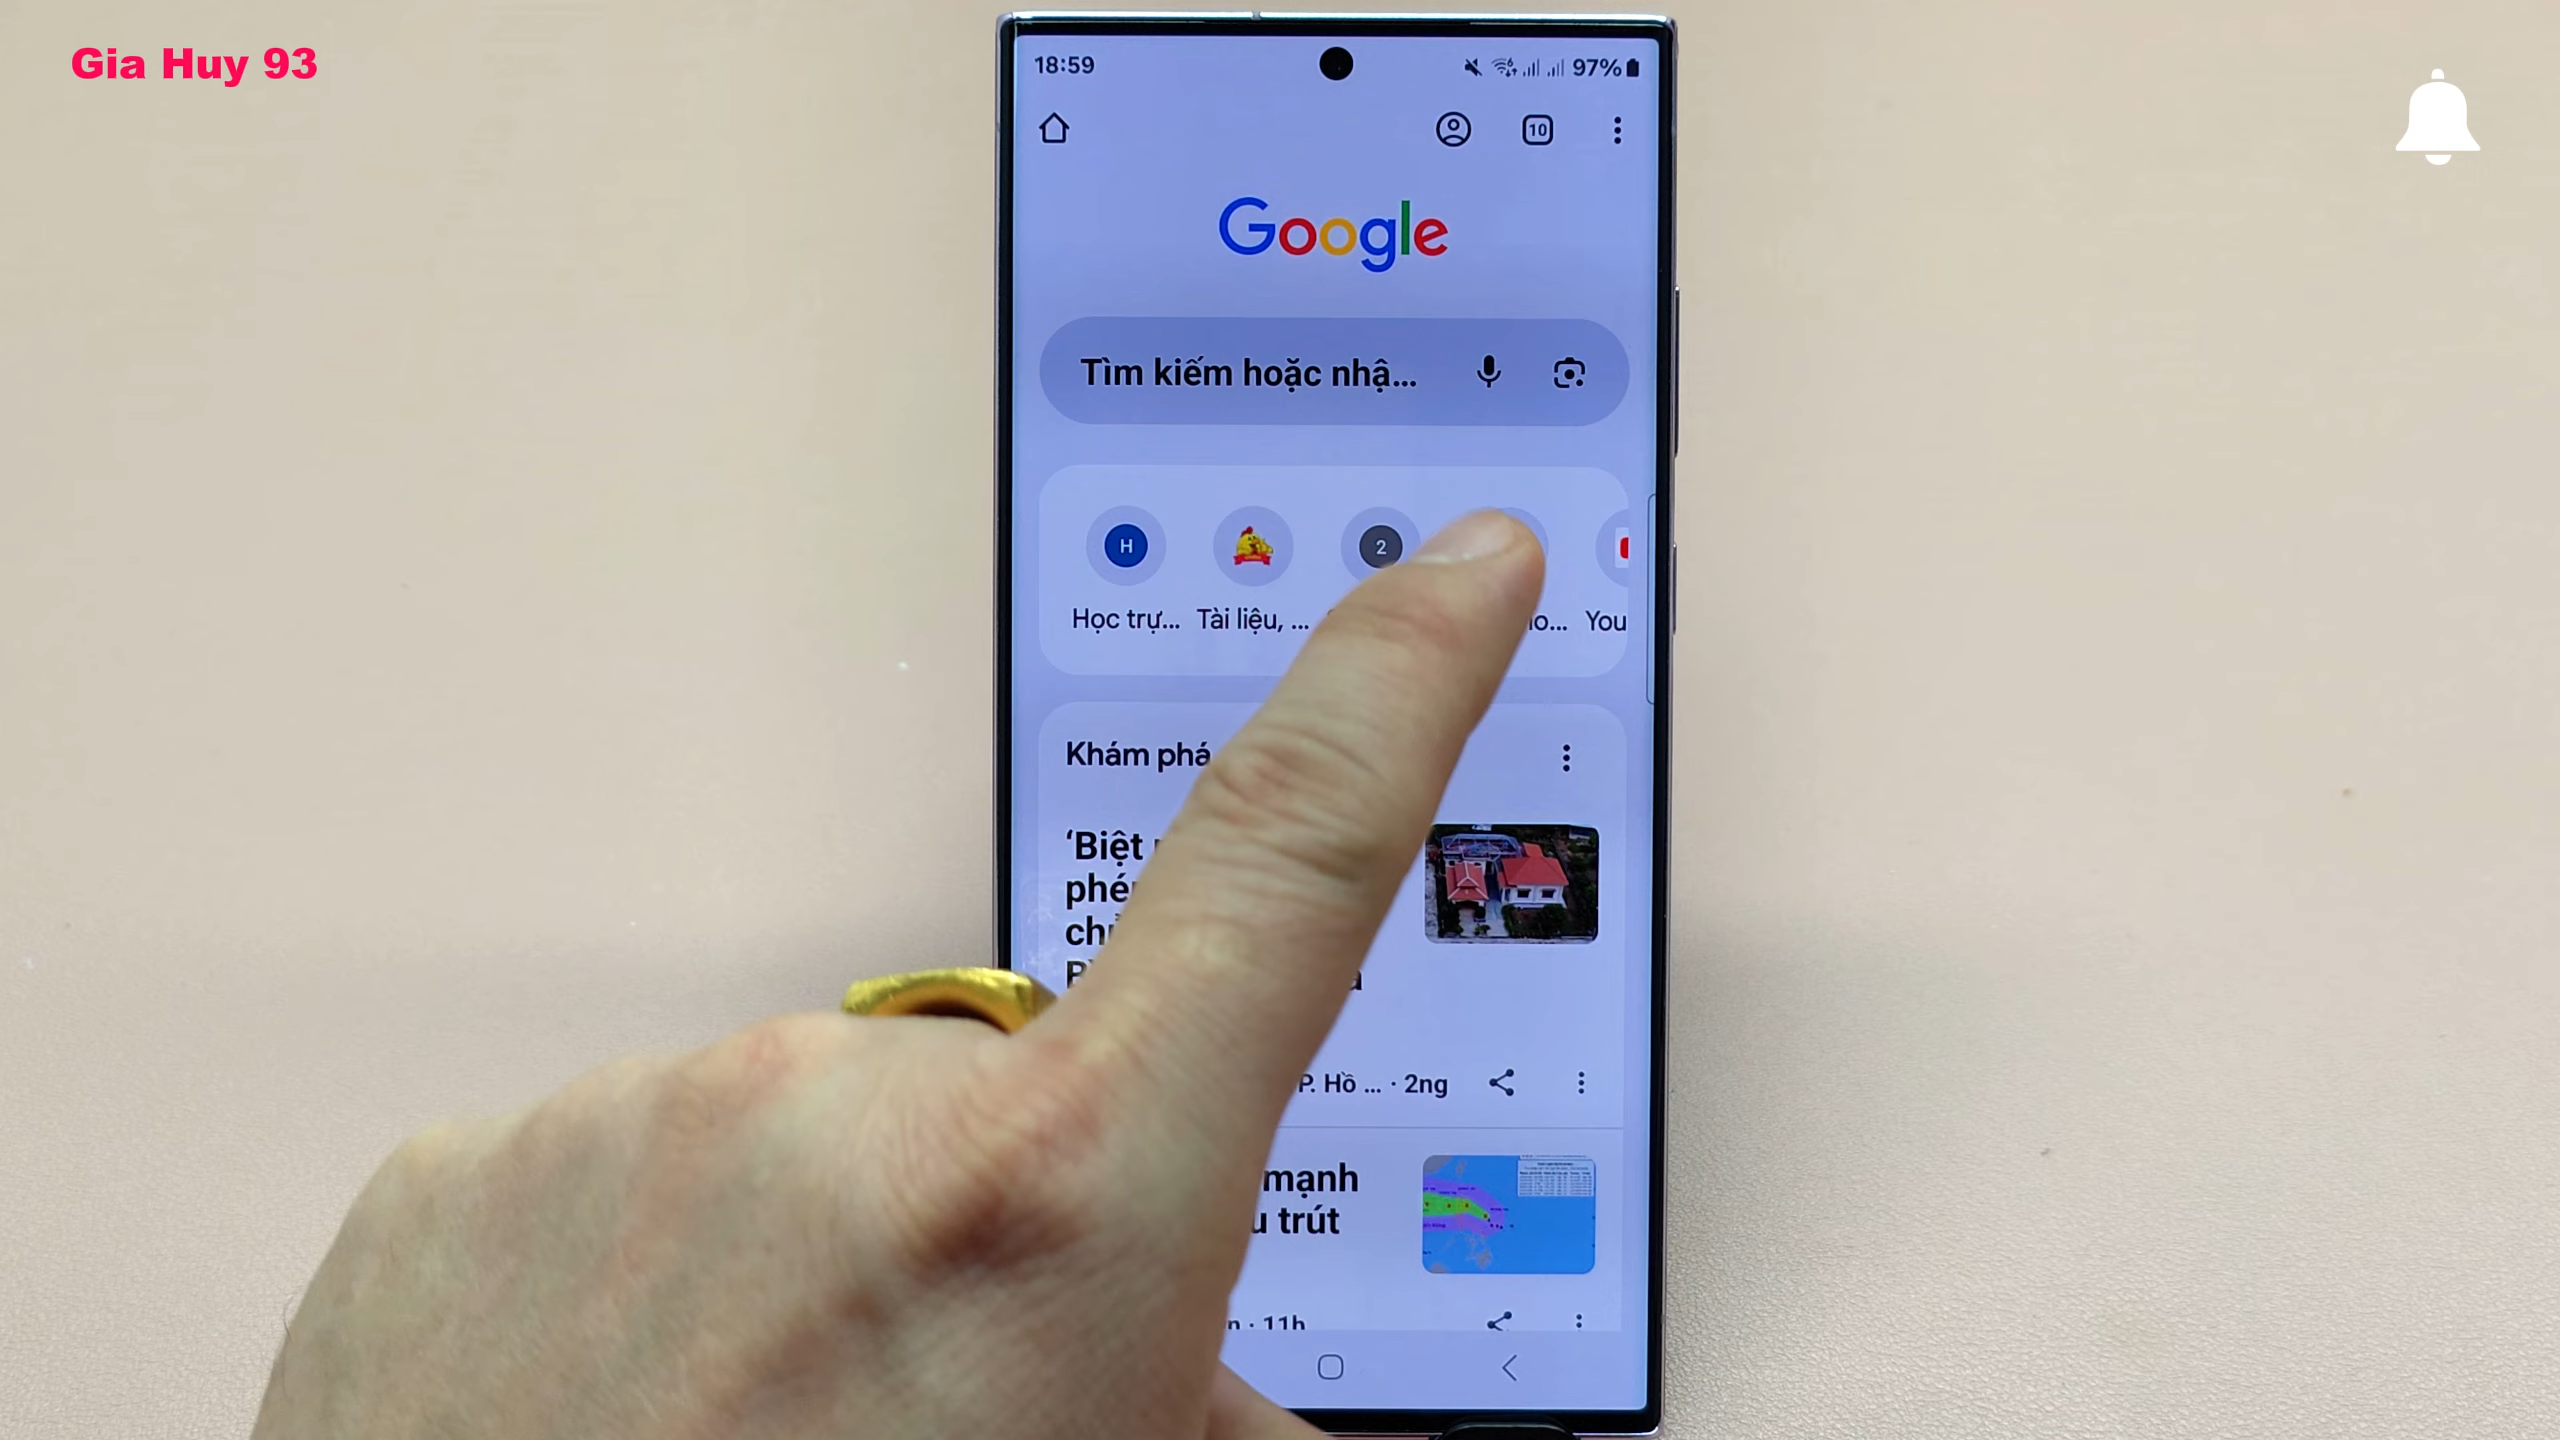 Gia Huy 93
18:59
97%
10
Google
Tìm kiếm hoặc nhậ...
H
2
Học trự...
Tài liệu, ...
You
Khám phá
‘Biệt
P. Hồ ... · 2ng
mạnh
trút
· 11h